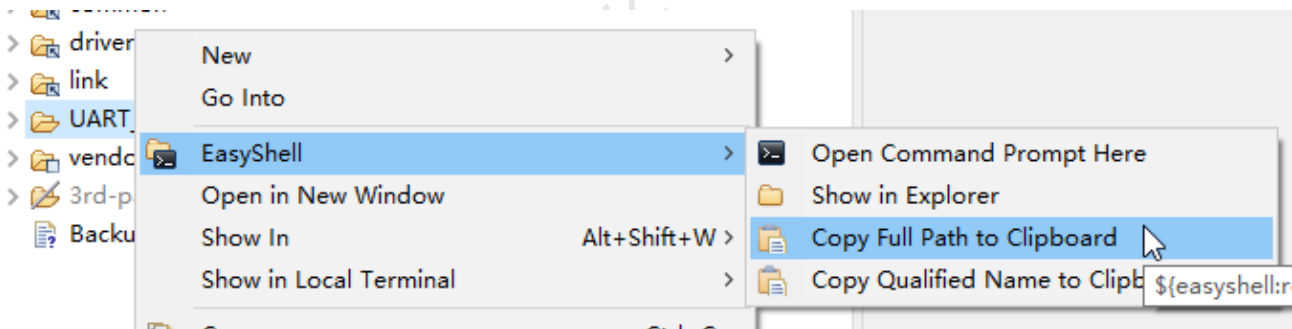 driver
link
UART_
vendo
3rd-p
Backu
New
Go Into
EasyShell
Open in New Window
Show In Alt+Shift+W
Show in Local Terminal
Open Command Prompt Here
Show in Explorer
Copy Full Path to Clipboard
Copy Qualified Name to Clipb
${easyshell:r